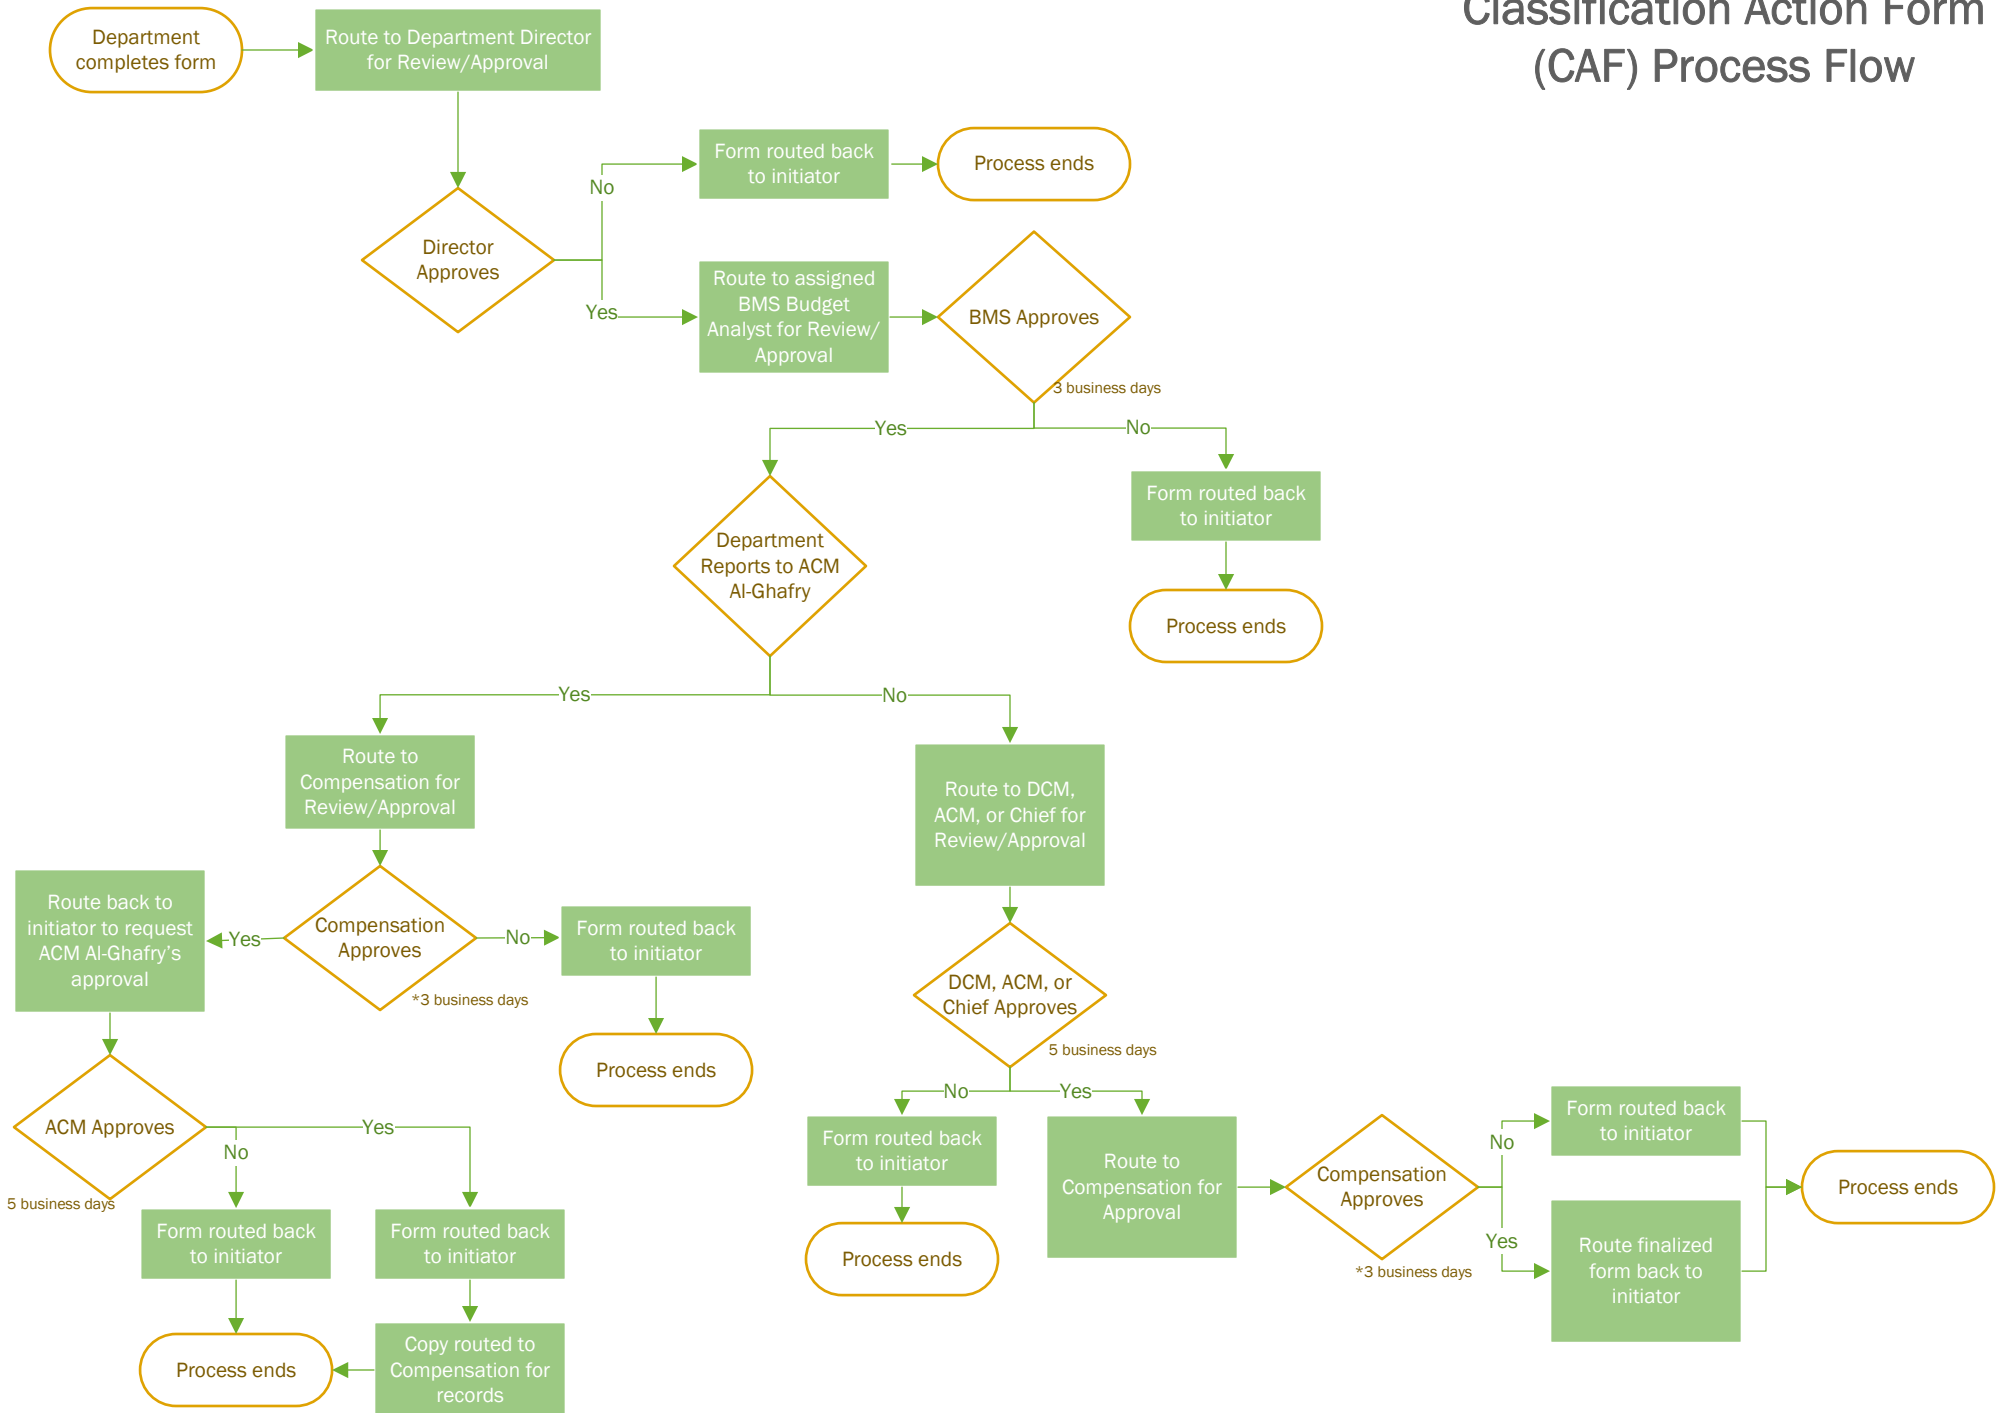 Classification Action Form
(CAF) Process Flow
Department
completes form
Route to Department Director
for Review/Approval
Director
Approves
No
Form routed back
to initiator
Process ends
Yes
Route to assigned
BMS Budget
Analyst for Review/
Approval
BMS Approves
3 business days
Yes
No
Form routed back
to initiator
Process ends
Department
Reports to ACM
Al-Ghafry
Yes
No
Route to
Compensation for
Review/Approval
Compensation
Approves
*3 business days
Yes
Route back to
initiator to request
ACM Al-Ghafry's
approval
No
Form routed back
to initiator
Process ends
ACM Approves
5 business days
No
Form routed back
to initiator
Yes
Form routed back
to initiator
Copy routed to
Compensation for
records
Process ends
Route to DCM,
ACM, or Chief for
Review/Approval
DCM, ACM, or
Chief Approves
5 business days
No
Form routed back
to initiator
Process ends
Yes
Route to
Compensation for
Approval
Compensation
Approves
*3 business days
No
Form routed back
to initiator
Yes
Route finalized
form back to
initiator
Process ends